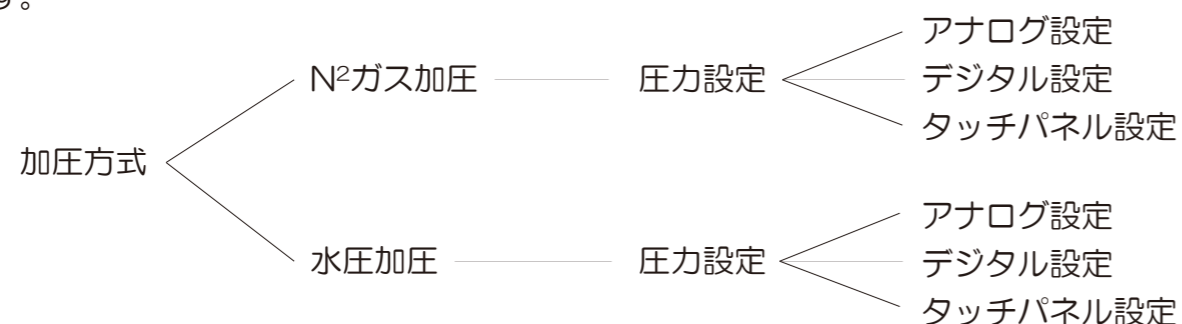 す。
アナログ設定
N²ガス加圧 圧力設定 デジタル設定
タッチパネル設定
加圧方式
アナログ設定
水圧加圧 圧力設定 デジタル設定
タッチパネル設定